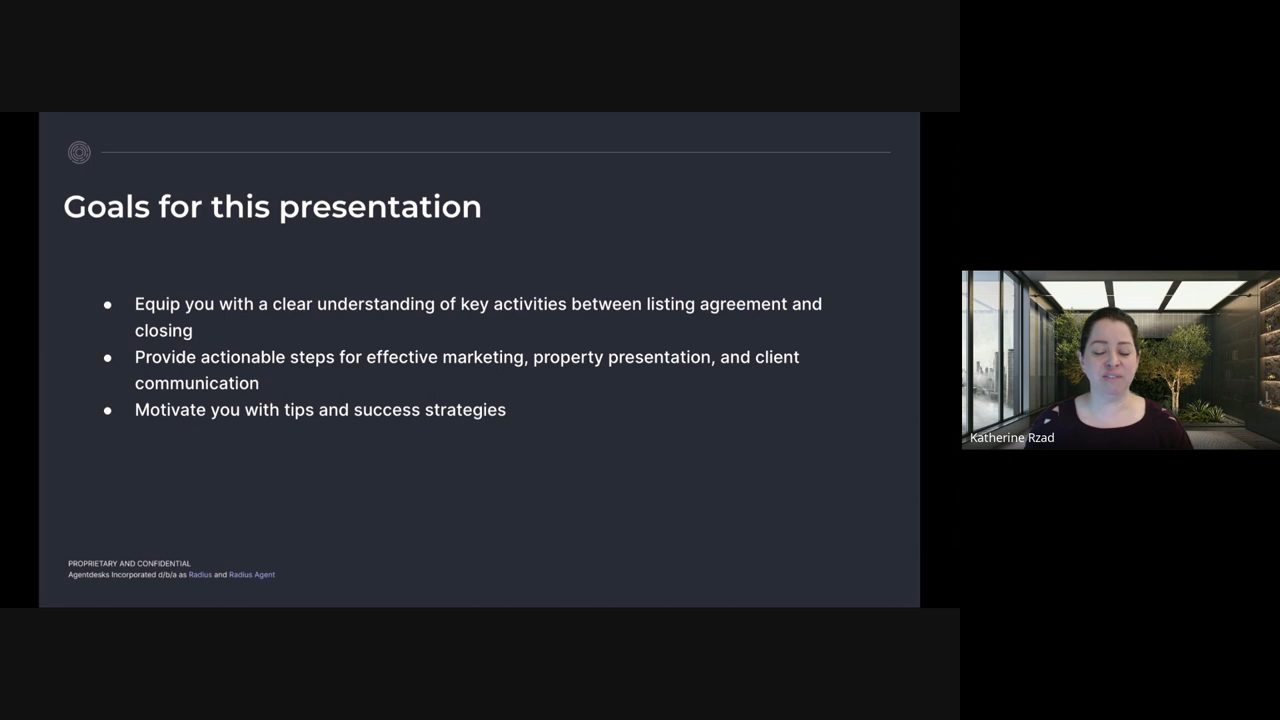 Goals for this presentation
● Equip you with a clear understanding of key activities between listing agreement and
closing
● Provide actionable steps for effective marketing, property presentation, and client
communication
● Motivate you with tips and success strategies
PROPRIETARY AND CONFIDENTIAL
Agentdesks Incorporated d/b/a as Radius and Radius Agent
Katherine Rzad